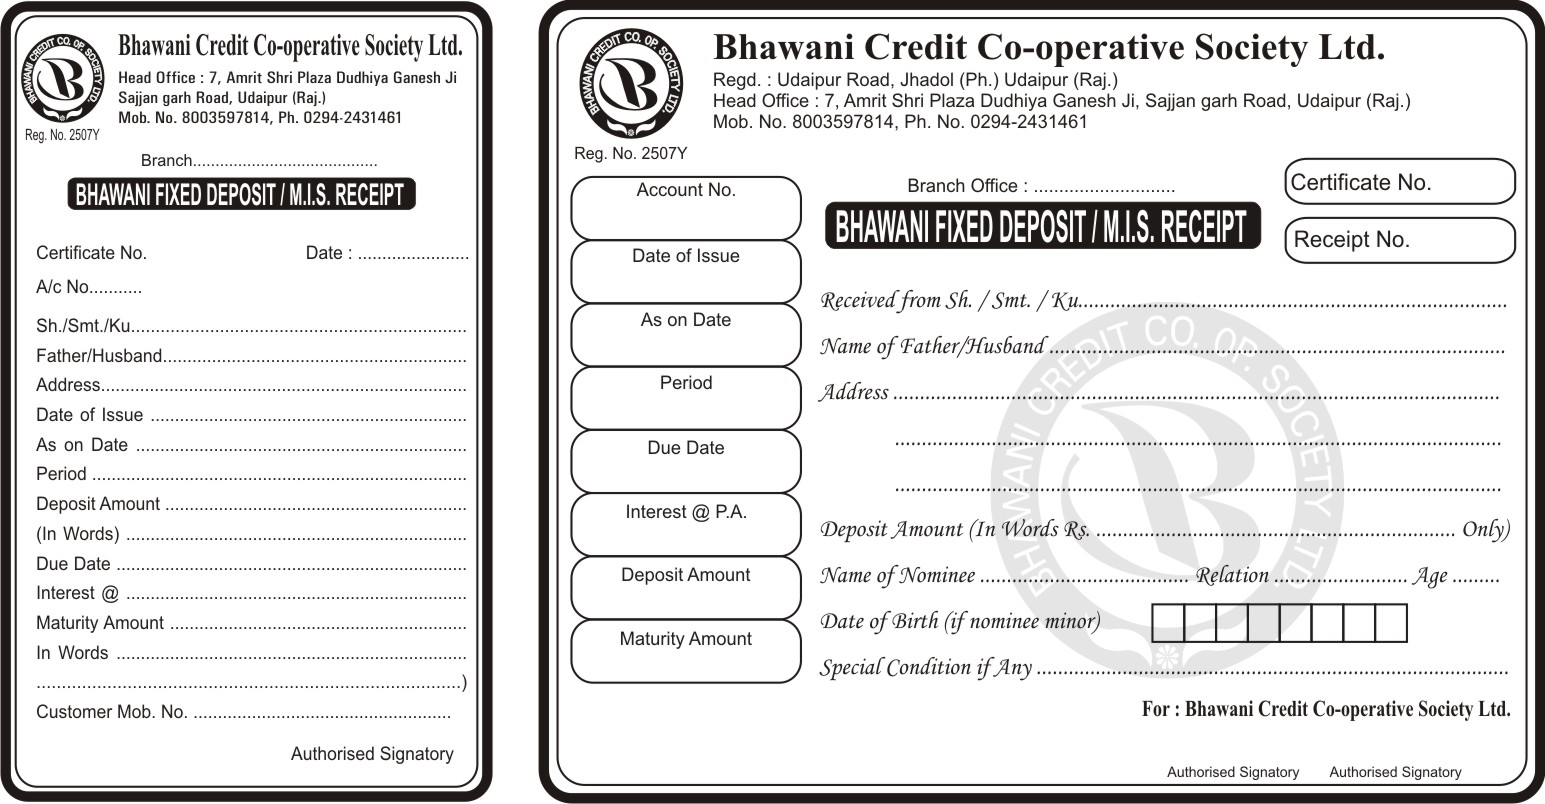 BHAWANI CREDIT CO. OP. SOCIETY LTD.
B
Reg. No. 2507Y
Bhawani Credit Co-operative Society Ltd.
Head Office : 7, Amrit Shri Plaza Dudhiya Ganesh Ji
Sajjan garh Road, Udaipur (Raj.)
Mob. No. 8003597814, Ph. 0294-2431461
Branch.........................................
BHAWANI FIXED DEPOSIT / M.I.S. RECEIPT
Certificate No. Date : ......................
A/c No...........
Sh./Smt./Ku.................................................................
Father/Husband...........................................................
Address......................................................................
Date of Issue .............................................................
As on Date ................................................................
Period ........................................................................
Deposit Amount ..........................................................
(In Words) ..................................................................
Due Date ...................................................................
Interest @ .................................................................
Maturity Amount .........................................................
In Words ....................................................................
..................................................................................)
Customer Mob. No. ..................................................
Authorised Signatory
BHAWANI CREDIT CO. OP. SOCIETY LTD.
B
Reg. No. 2507Y
Bhawani Credit Co-operative Society Ltd.
Regd. : Udaipur Road, Jhadol (Ph.) Udaipur (Raj.)
Head Office : 7, Amrit Shri Plaza Dudhiya Ganesh Ji, Sajjan garh Road, Udaipur (Raj.)
Mob. No. 8003597814, Ph. No. 0294-2431461
Branch Office : ............................
BHAWANI FIXED DEPOSIT / M.I.S. RECEIPT
Certificate No.
Receipt No.
Account No.
Date of Issue
As on Date
Period
Due Date
Interest @ P.A.
Deposit Amount
Maturity Amount
Received from Sh. / Smt. / Ku.....................................................................................
Name of Father/Husband ...........................................................................................
Address .........................................................................................................................
.........................................................................................................................
.........................................................................................................................
Deposit Amount (In Words Rs. ....................................................................... Only)
Name of Nominee .......................................... Relation .......................... Age .........
Date of Birth (if nominee minor)
Special Condition if Any ..............................................................................................
BHAWANI CREDIT CO. OP. SOCIETY LTD
B
For : Bhawani Credit Co-operative Society Ltd.
Authorised Signatory Authorised Signatory